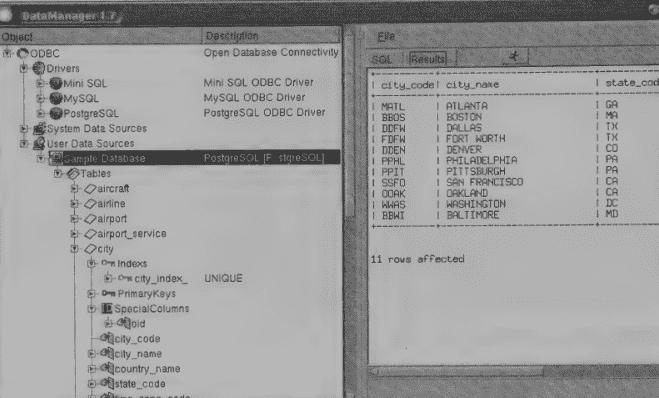 DataManager 1.7
Object Description
ODBC Open Database Connectivity
Drivers
Mini SQL Mini SQL ODBC Driver
MySQL MySQL ODBC Driver
PostgreSQL PostgreSQL ODBC Driver
System Data Sources
User Data Sources
Sample Database PostgreSQL
Tables
aircraft
airline
airport
airport_service
city
Indexs
city_index_ UNIQUE
PrimaryKeys
SpecialColumns
oid
city_code
city_name
country_name
state_code
File
SQL Results
| city_code | city_name | state_cod
| MATL | ATLANTA | GA
| BBOS | BOSTON | MA
| DDFW | DALLAS | TX
| FDFW | FORT WORTH | TX
| DDEN | DENVER | CO
| PPHL | PHILADELPHIA | PA
| PPIT | PITTSBURGH | PA
| SSFO | SAN FRANCISCO | CA
| OOAK | OAKLAND | CA
| WWAS | WASHINGTON | DC
| BBWI | BALTIMORE | MD
11 rows affected